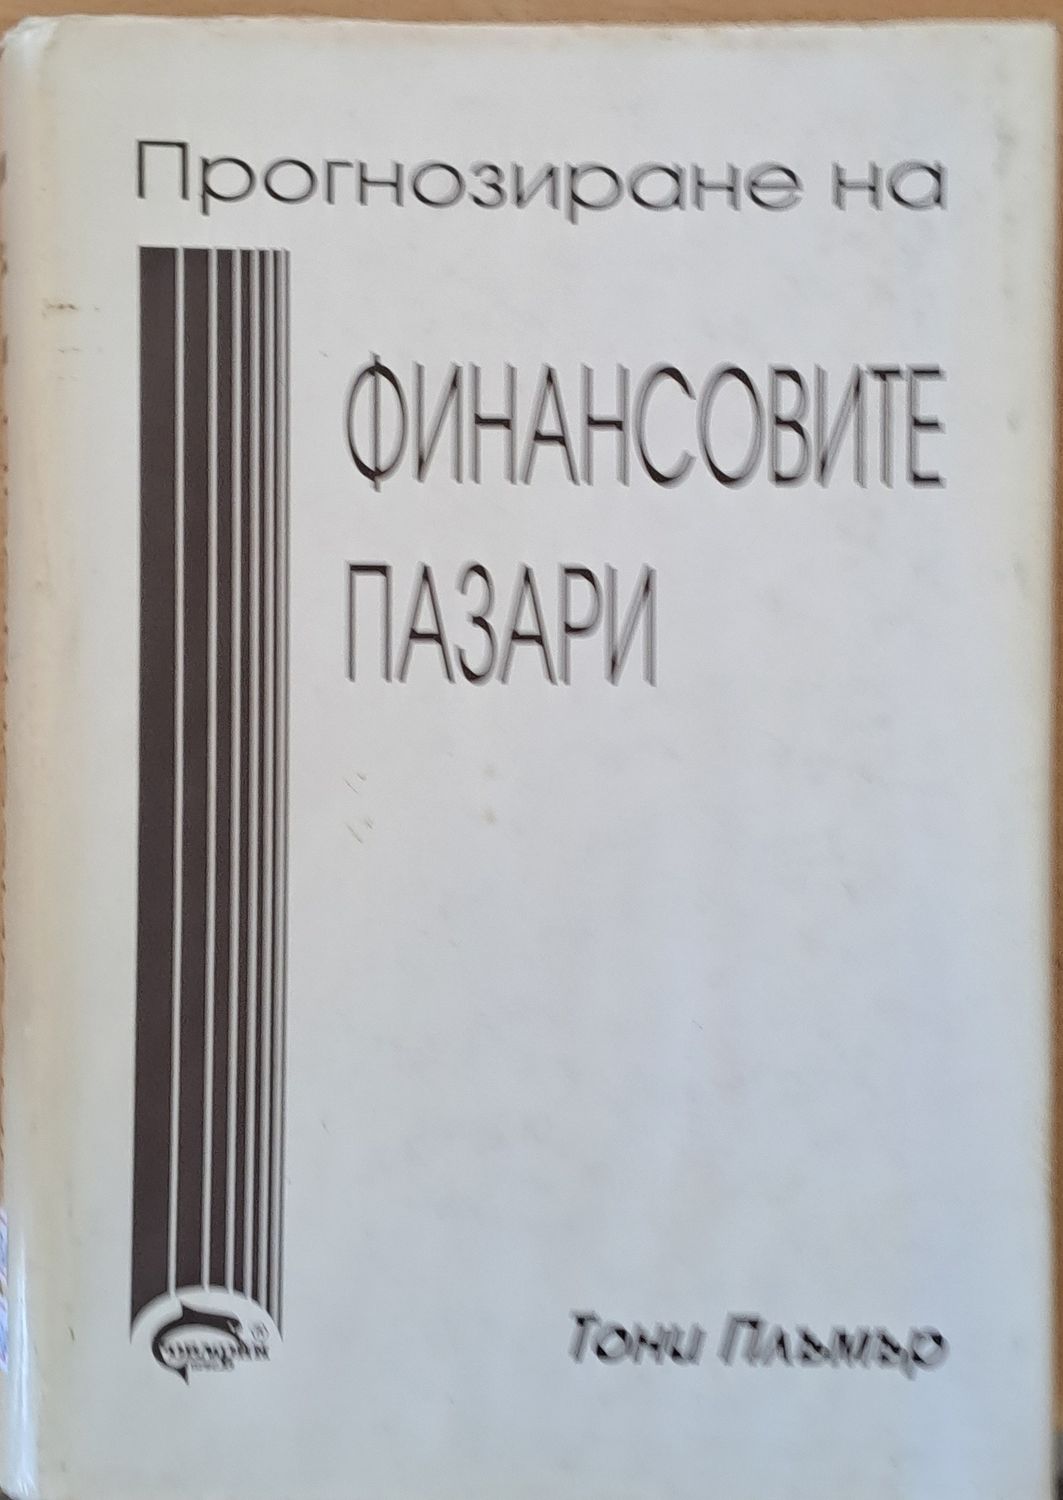 Прогнозиране на
ФИНАНСОВИТЕ
ПАЗАРИ
Тони Плъмър